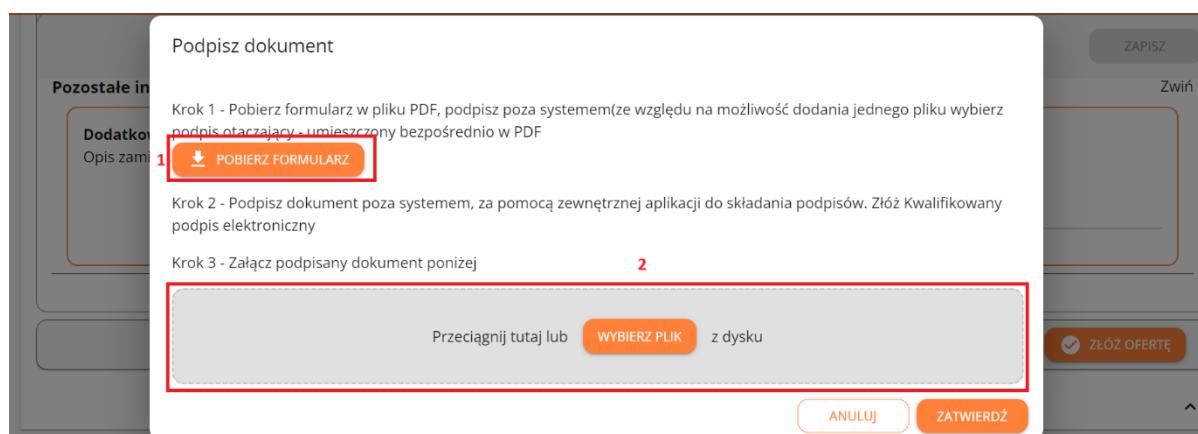 Podpisz dokument
ZAPISZ
Pozostałe in
Zwiń
Krok 1 - Pobierz formularz w pliku PDF, podpisz poza systemem(ze względu na możliwość dodania jednego pliku wybierz
podpis otaczający - umieszczony bezpośrednio w PDF
Dodatko
Opis zami
1
POBIERZ FORMULARZ
Krok 2 - Podpisz dokument poza systemem, za pomocą zewnętrznej aplikacji do składania podpisów. Złóż Kwalifikowany
podpis elektroniczny
Krok 3 - Załącz podpisany dokument poniżej
2
Przeciągnij tutaj lub WYBIERZ PLIK z dysku
ZŁÓŻ OFERTĘ
ANULUJ
ZATWIERDŹ